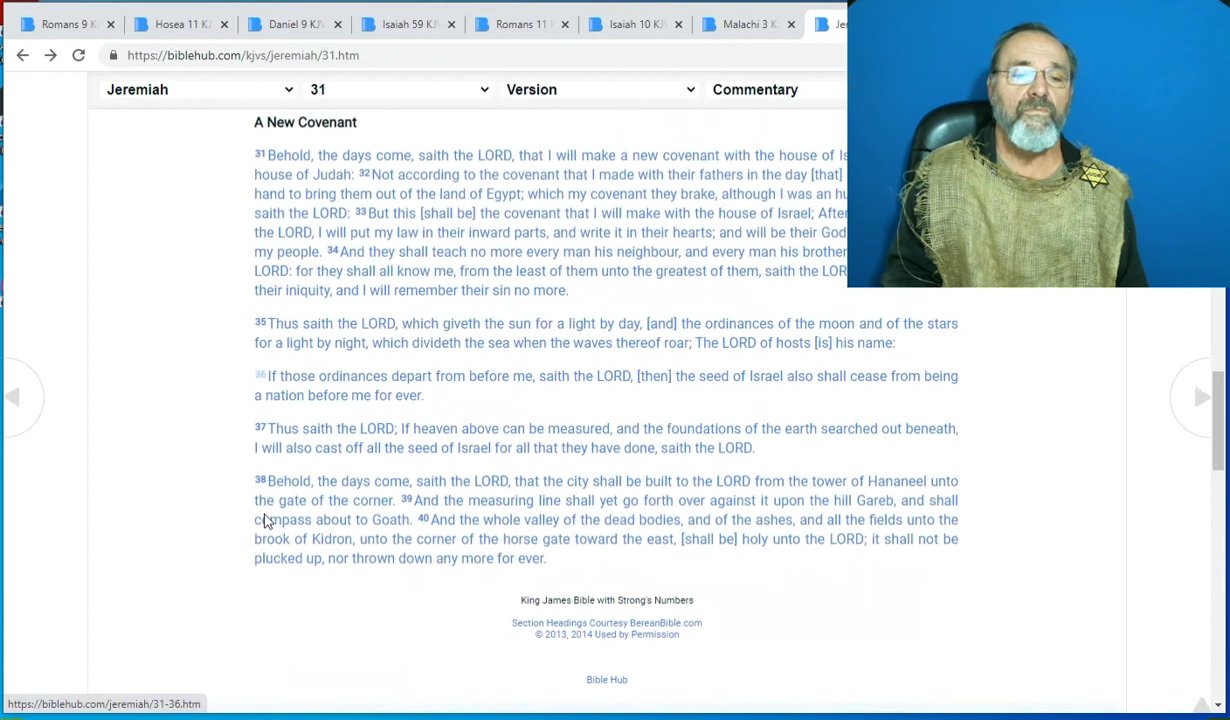 Romans 9 KJ
Hosea 11 KJ
Daniel 9 KJV
Isaiah 59 KJV
Romans 11 K
Isaiah 10 KJV
Malachi 3 K
Je
https://biblehub.com/kjvs/jeremiah/31.htm
Jeremiah 31 Version Commentary
A New Covenant
31 Behold, the days come, saith the LORD, that I will make a new covenant with the house of Is
house of Judah: 32 Not according to the covenant that I made with their fathers in the day [that]
hand to bring them out of the land of Egypt; which my covenant they brake, although I was an hu
saith the LORD: 33 But this [shall be] the covenant that I will make with the house of Israel; After
the LORD, I will put my law in their inward parts, and write it in their hearts; and will be their God
my people. 34 And they shall teach no more every man his neighbour, and every man his brother
LORD: for they shall all know me, from the least of them unto the greatest of them, saith the LOR
their iniquity, and I will remember their sin no more.
35 Thus saith the LORD, which giveth the sun for a light by day, [and] the ordinances of the moon and of the stars
for a light by night, which divideth the sea when the waves thereof roar; The LORD of hosts [is] his name:
36 If those ordinances depart from before me, saith the LORD, [then] the seed of Israel also shall cease from being
a nation before me for ever.
37 Thus saith the LORD; If heaven above can be measured, and the foundations of the earth searched out beneath,
I will also cast off all the seed of Israel for all that they have done, saith the LORD.
38 Behold, the days come, saith the LORD, that the city shall be built to the LORD from the tower of Hananeel unto
the gate of the corner. 39 And the measuring line shall yet go forth over against it upon the hill Gareb, and shall
compass about to Goath. 40 And the whole valley of the dead bodies, and of the ashes, and all the fields unto the
brook of Kidron, unto the corner of the horse gate toward the east, [shall be] holy unto the LORD; it shall not be
plucked up, nor thrown down any more for ever.
King James Bible with Strong's Numbers
Section Headings Courtesy BereanBible.com
© 2013, 2014 Used by Permission
Bible Hub
https://biblehub.com/jeremiah/31-36.htm